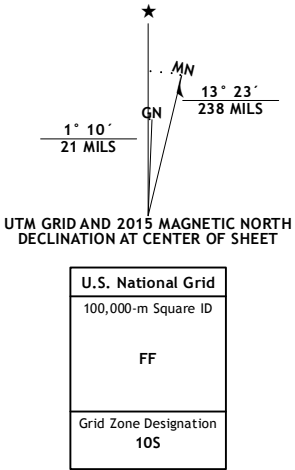 ★
MN
GN
13° 23´
238 MILS
1° 10´
21 MILS
UTM GRID AND 2015 MAGNETIC NORTH
DECLINATION AT CENTER OF SHEET
U.S. National Grid
100,000-m Square ID
FF
Grid Zone Designation
10S